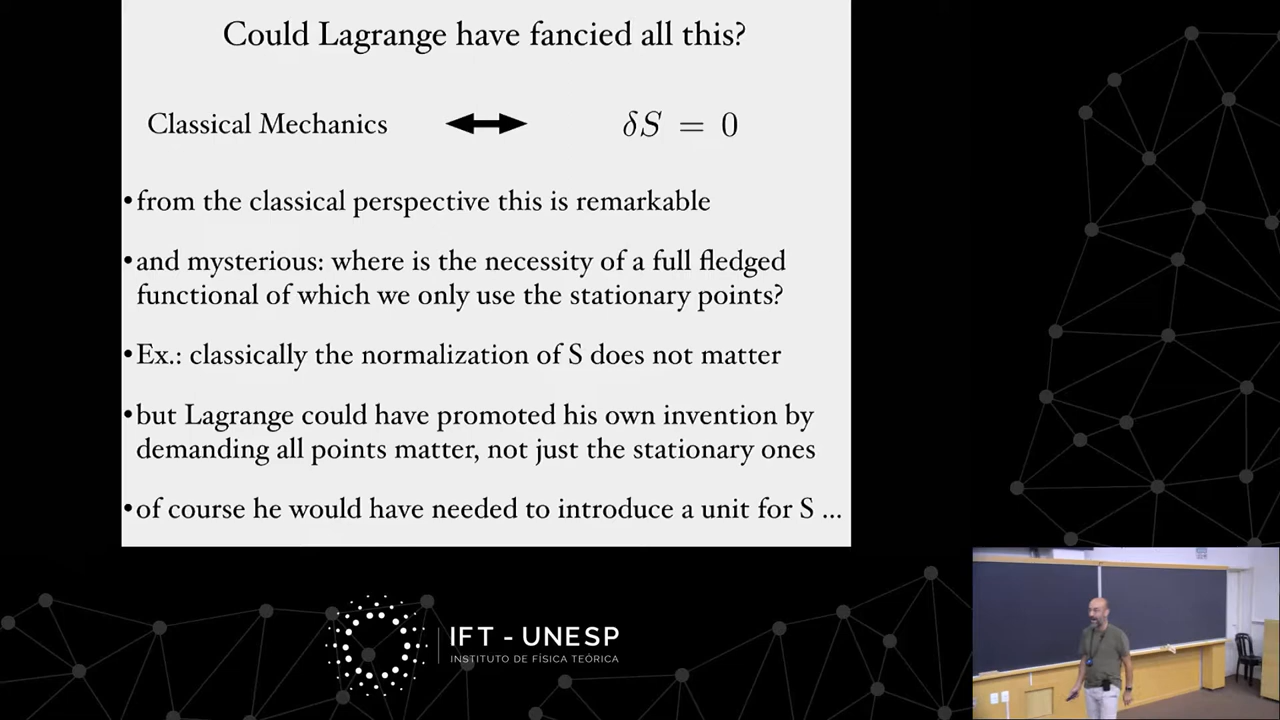 Could Lagrange have fancied all this?
Classical Mechanics ⟷ δS = 0
•from the classical perspective this is remarkable
•and mysterious: where is the necessity of a full fledged
functional of which we only use the stationary points?
•Ex.: classically the normalization of S does not matter
•but Lagrange could have promoted his own invention by
demanding all points matter, not just the stationary ones
•of course he would have needed to introduce a unit for S ...
IFT - UNESP
INSTITUTO DE FÍSICA TEÓRICA